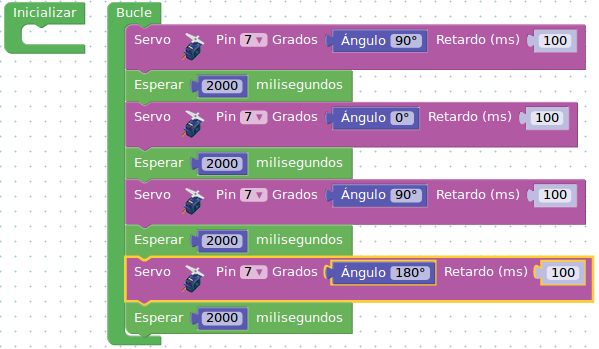 Inicializar
Bucle
Servo Pin 7 ▼ Grados Ángulo 90° Retardo (ms) 100
Esperar 2000 milisegundos
Servo Pin 7 ▼ Grados Ángulo 0° Retardo (ms) 100
Esperar 2000 milisegundos
Servo Pin 7 ▼ Grados Ángulo 90° Retardo (ms) 100
Esperar 2000 milisegundos
Servo Pin 7 ▼ Grados Ángulo 180° Retardo (ms) 100
Esperar 2000 milisegundos